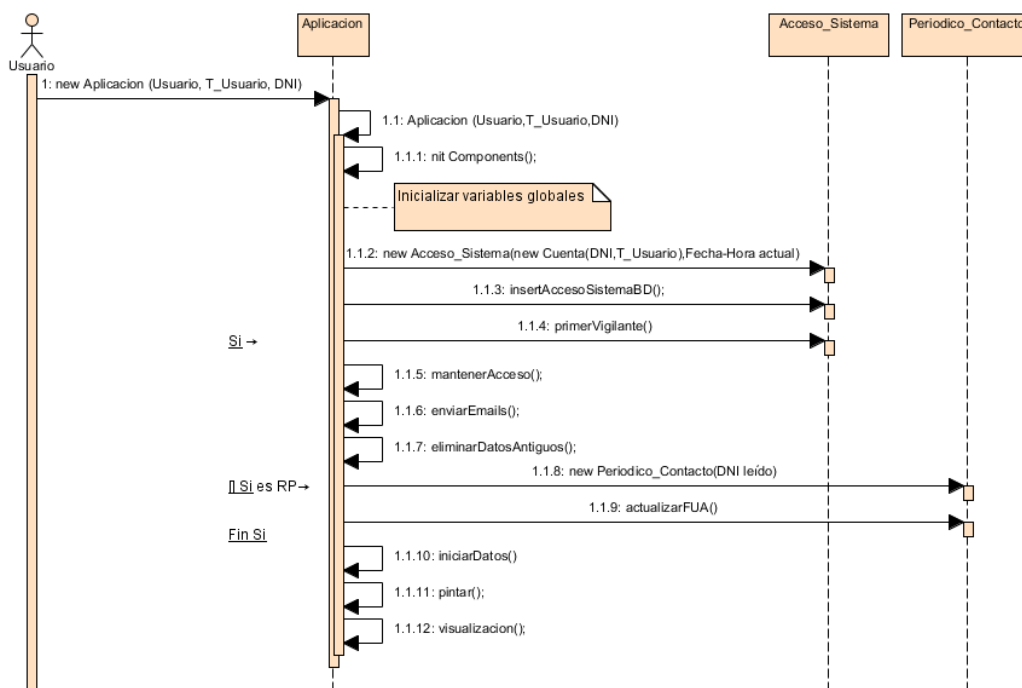 Aplicacion
Acceso_Sistema
Periodico_Contacto
Usuario
1: new Aplicacion (Usuario, T_Usuario, DNI)
1.1: Aplicacion (Usuario,T_Usuario,DNI)
1.1.1: nit Components();
Inicializar variables globales
1.1.2: new Acceso_Sistema(new Cuenta(DNI,T_Usuario),Fecha-Hora actual)
1.1.3: insertAccesoSistemaBD();
1.1.4: primerVigilante()
Si →
1.1.5: mantenerAcceso();
1.1.6: enviarEmails();
1.1.7: eliminarDatosAntiguos();
1.1.8: new Periodico_Contacto(DNI leído)
[] Si es RP→
1.1.9: actualizarFUA()
Fin Si
1.1.10: iniciarDatos()
1.1.11: pintar();
1.1.12: visualizacion();